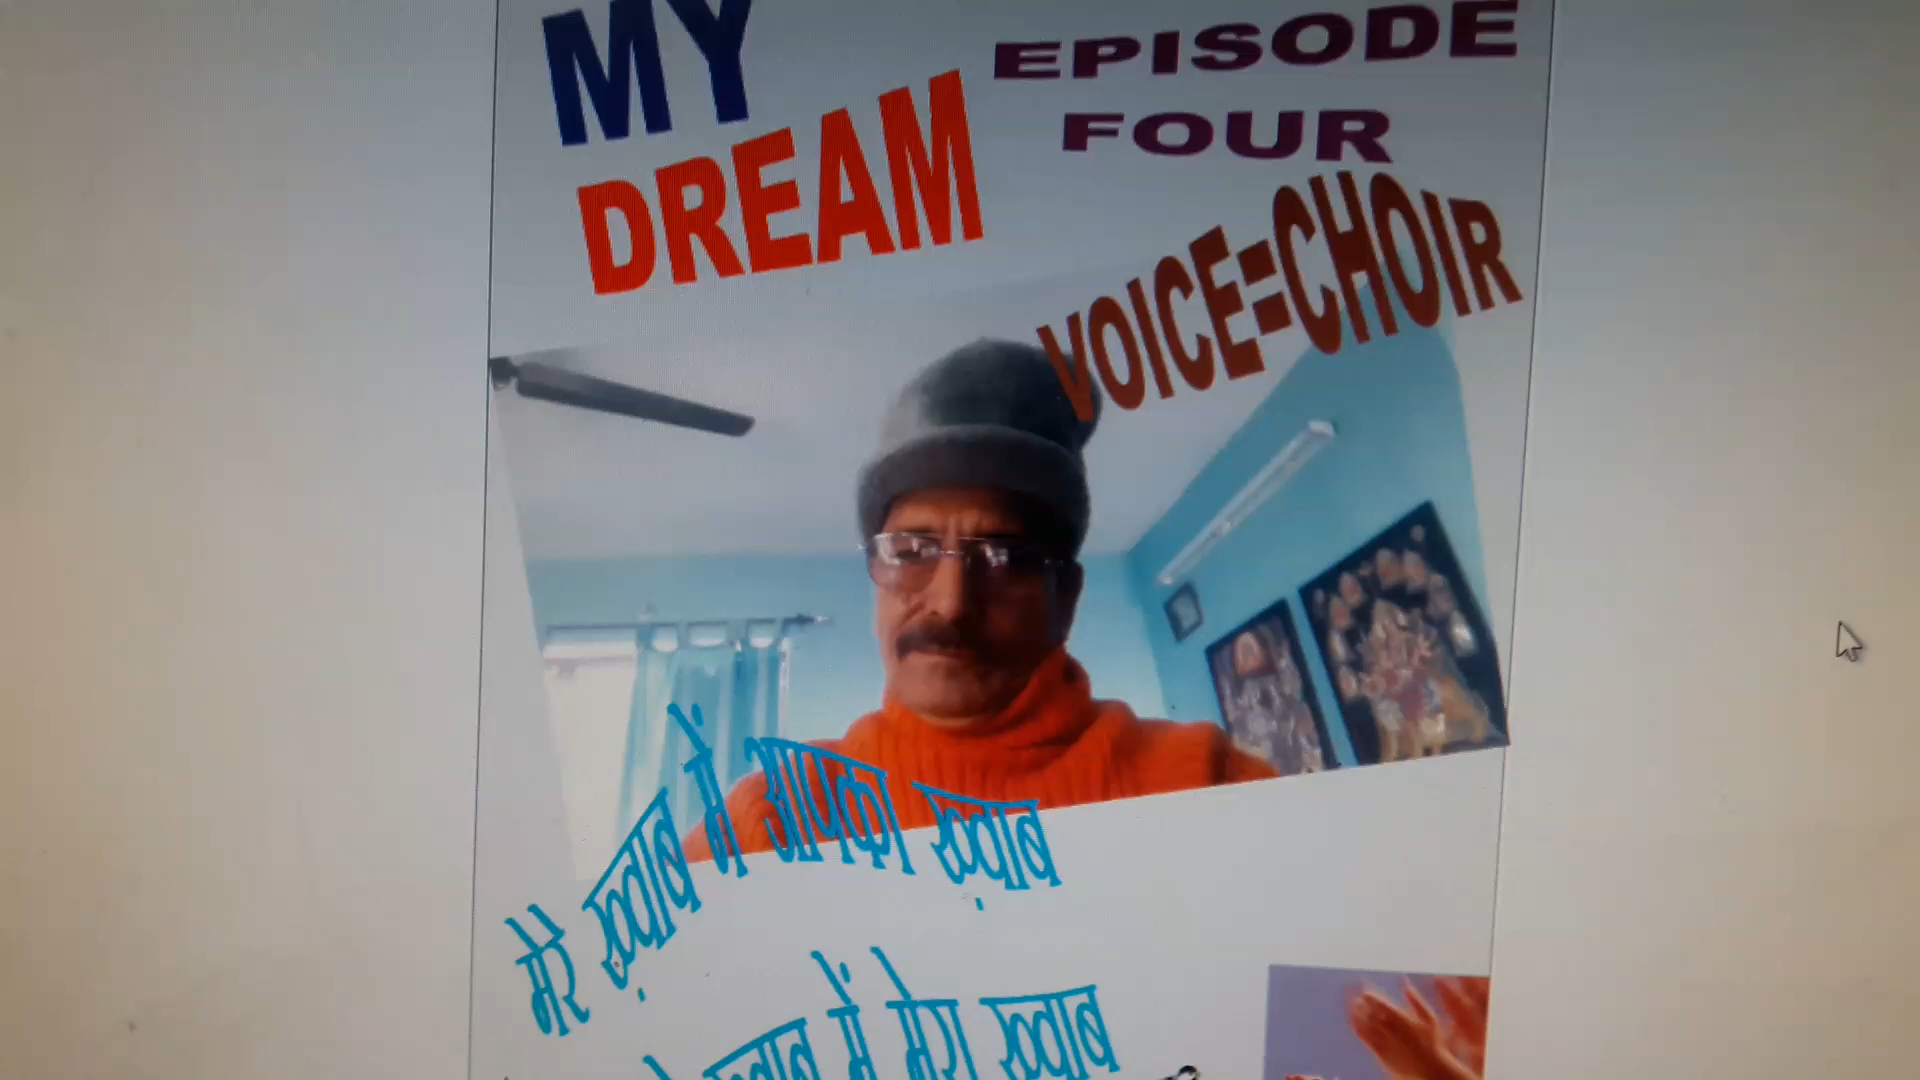 MY
DREAM
EPISODE
FOUR
VOICE=CHOIR
मेरे ख़्वाब में आपका ख़्वाब
ख्वाब में मेरा ख्वाब